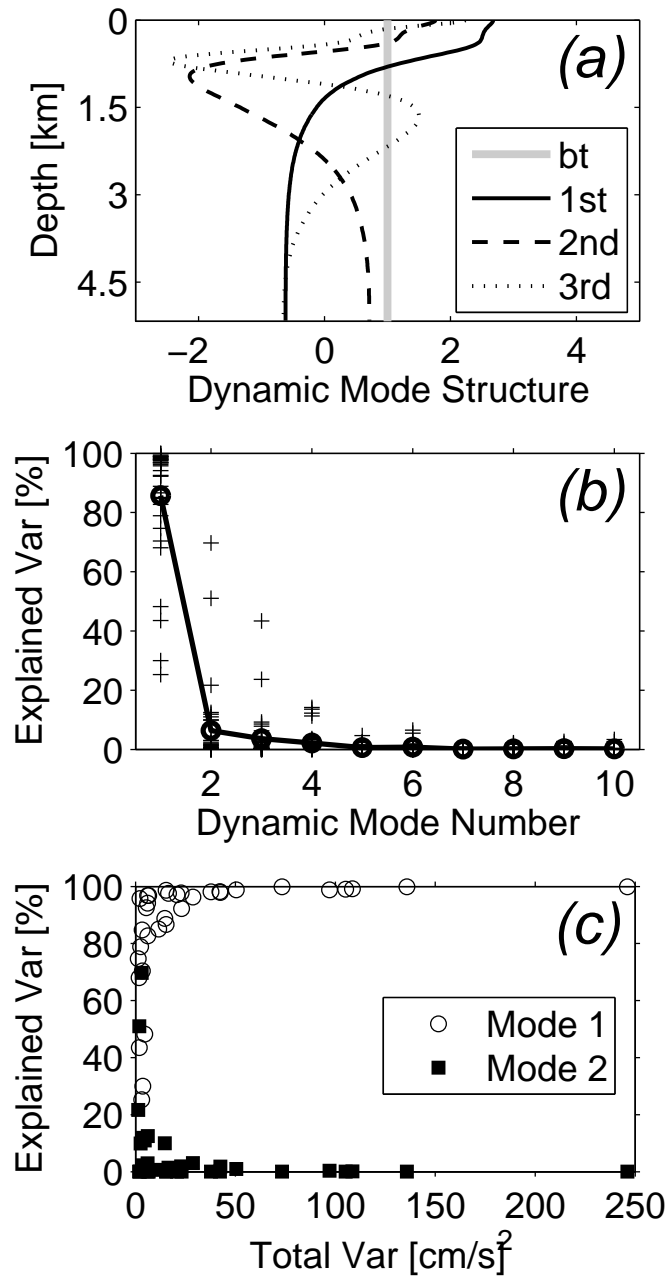 0
1.5
3
4.5
Depth [km]
(a)
bt
1st
2nd
3rd
−2 0 2 4
Dynamic Mode Structure
100
80
60
40
20
0
Explained Var [%]
(b)
2 4 6 8 10
Dynamic Mode Number
100
80
60
40
20
0
Explained Var [%]
(c)
Mode 1
Mode 2
0 50 100 150 200 250
Total Var [cm/s]2